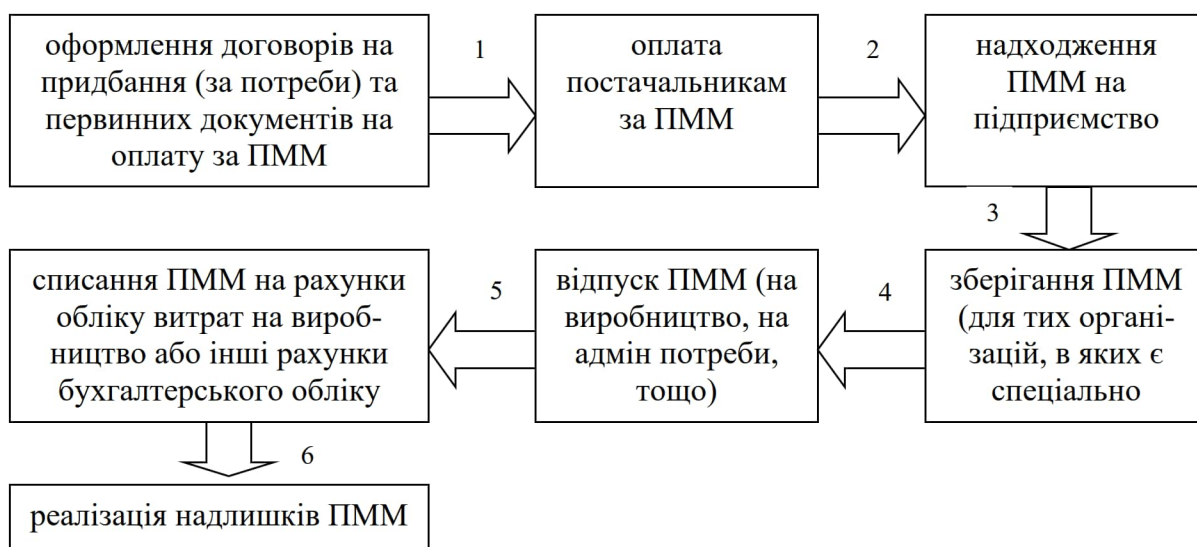 оформлення договорів на
придбання (за потреби) та
первинних документів на
оплату за ПММ
1
оплата
постачальникам
за ПММ
2
надходження
ПММ на
підприємство
3
зберігання ПММ
(для тих органі-
зацій, в яких є
спеціально
4
відпуск ПММ (на
виробництво, на
адмін потреби,
тощо)
5
списання ПММ на рахунки
обліку витрат на вироб-
ництво або інші рахунки
бухгалтерського обліку
6
реалізація надлишків ПММ